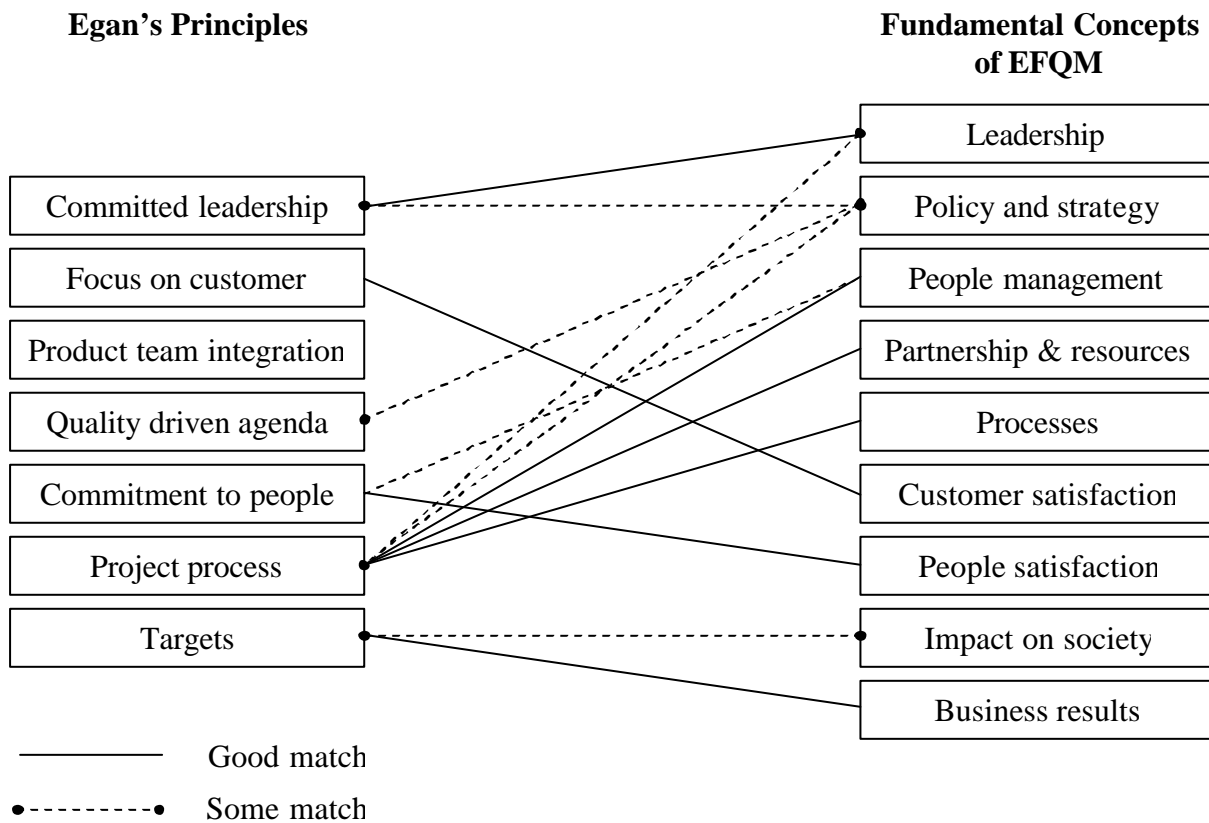 Egan’s Principles
Fundamental Concepts
of EFQM
Committed leadership
Focus on customer
Product team integration
Quality driven agenda
Commitment to people
Project process
Targets
Leadership
Policy and strategy
People management
Partnership & resources
Processes
Customer satisfaction
People satisfaction
Impact on society
Business results
Good match
Some match